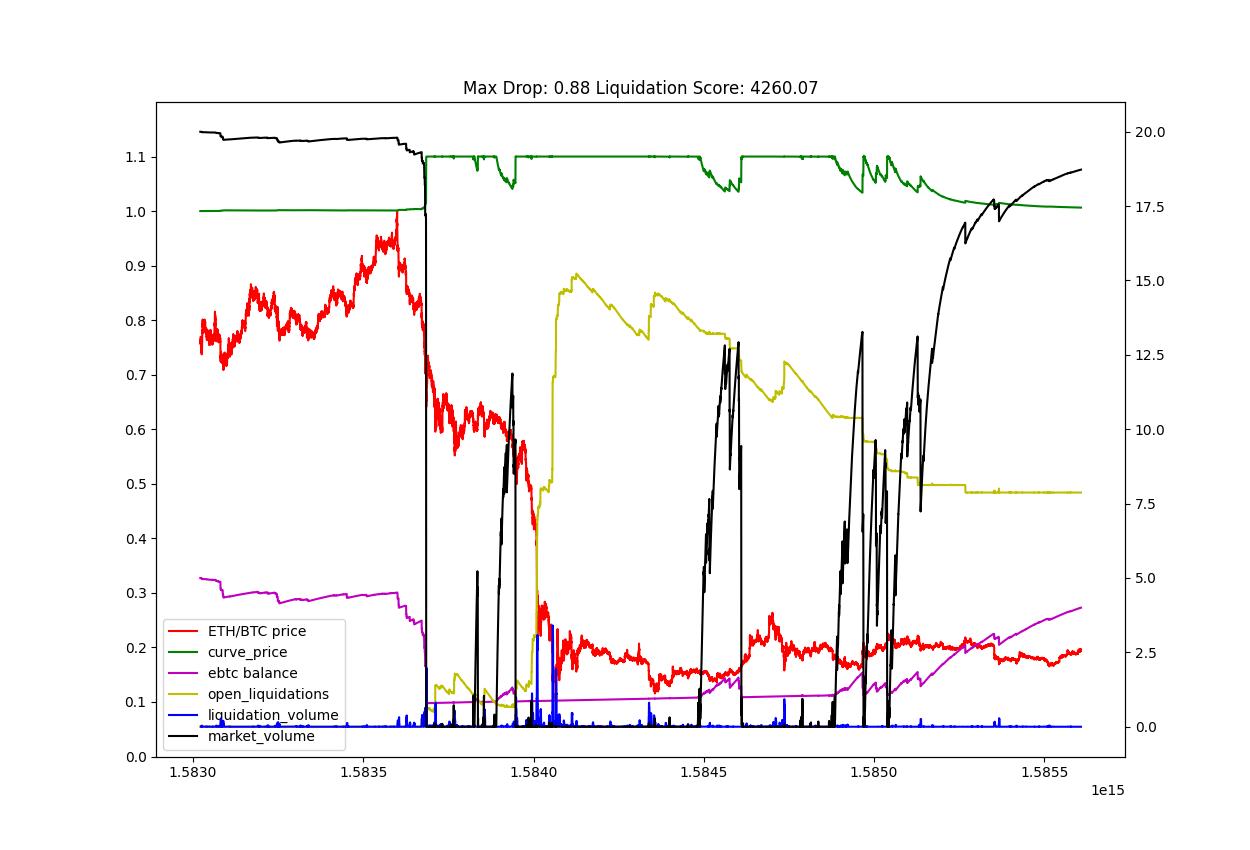 Max Drop: 0.88 Liquidation Score: 4260.07
1.1
1.0
0.9
0.8
0.7
0.6
0.5
0.4
0.3
0.2
0.1
0.0
20.0
17.5
15.0
12.5
10.0
7.5
5.0
2.5
0.0
ETH/BTC price
curve_price
ebtc balance
open_liquidations
liquidation_volume
market_volume
1.5830 1.5835 1.5840 1.5845 1.5850 1.5855
1e15